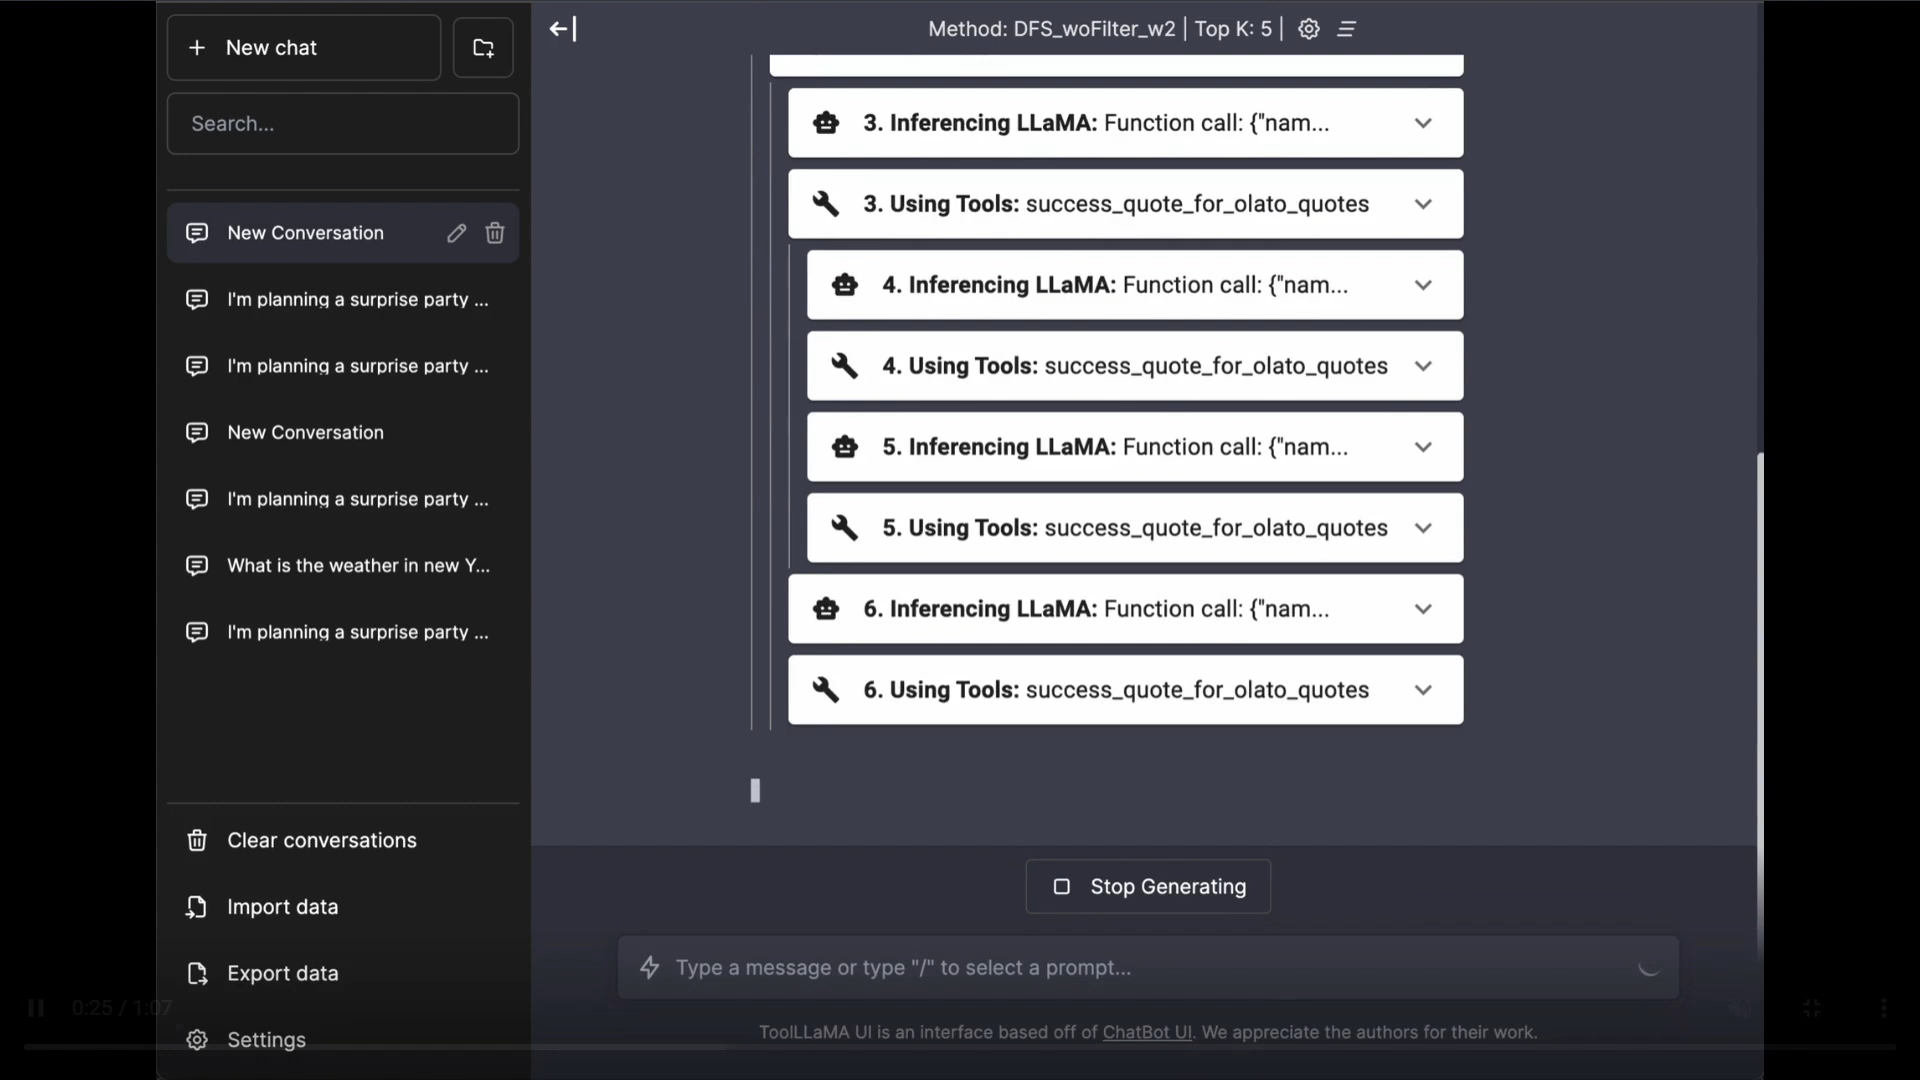 New chat
Search...
New Conversation
I'm planning a surprise party ...
I'm planning a surprise party ...
New Conversation
I'm planning a surprise party ...
What is the weather in new Y...
I'm planning a surprise party ...
Clear conversations
Import data
Export data
Settings
0:25 / 1:07
Method: DFS_woFilter_w2 | Top K: 5 |
3. Inferencing LLaMA: Function call: {"nam...
3. Using Tools: success_quote_for_olato_quotes
4. Inferencing LLaMA: Function call: {"nam...
4. Using Tools: success_quote_for_olato_quotes
5. Inferencing LLaMA: Function call: {"nam...
5. Using Tools: success_quote_for_olato_quotes
6. Inferencing LLaMA: Function call: {"nam...
6. Using Tools: success_quote_for_olato_quotes
Stop Generating
Type a message or type "/" to select a prompt...
ToolLLaMA UI is an interface based off of ChatBot UI. We appreciate the authors for their work.